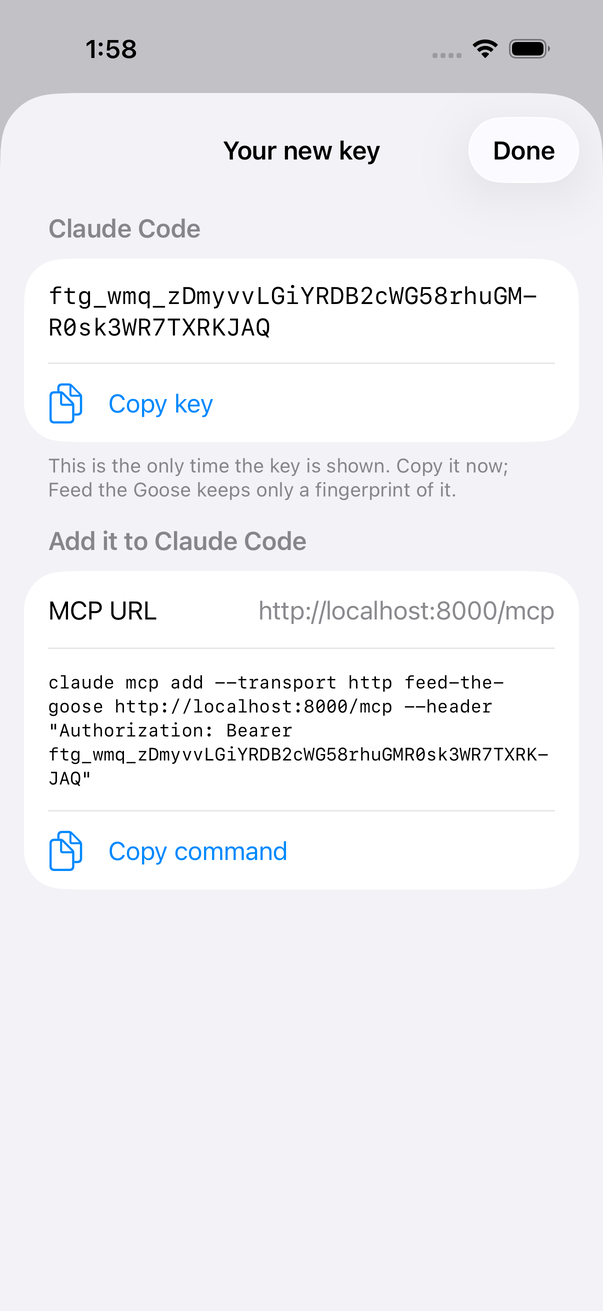 1:58
Your new key
Done
Claude Code
ftg_wmq_zDmyvvLGiYRDB2cWG58rhuGM-
R0sk3WR7TXRKJAQ
Copy key
This is the only time the key is shown. Copy it now;
Feed the Goose keeps only a fingerprint of it.
Add it to Claude Code
MCP URL
http://localhost:8000/mcp
claude mcp add --transport http feed-the-
goose http://localhost:8000/mcp --header
"Authorization: Bearer
ftg_wmq_zDmyvvLGiYRDB2cWG58rhuGMR0sk3WR7TXRK-
JAQ"
Copy command